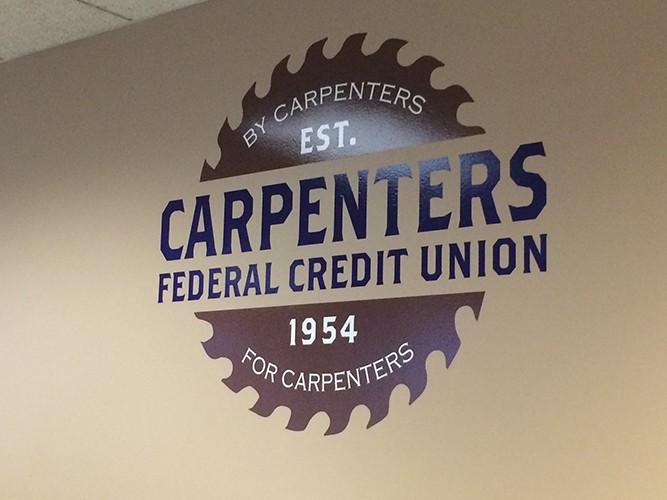 BY CARPENTERS
EST.
CARPENTERS
FEDERAL CREDIT UNION
1954
FOR CARPENTERS